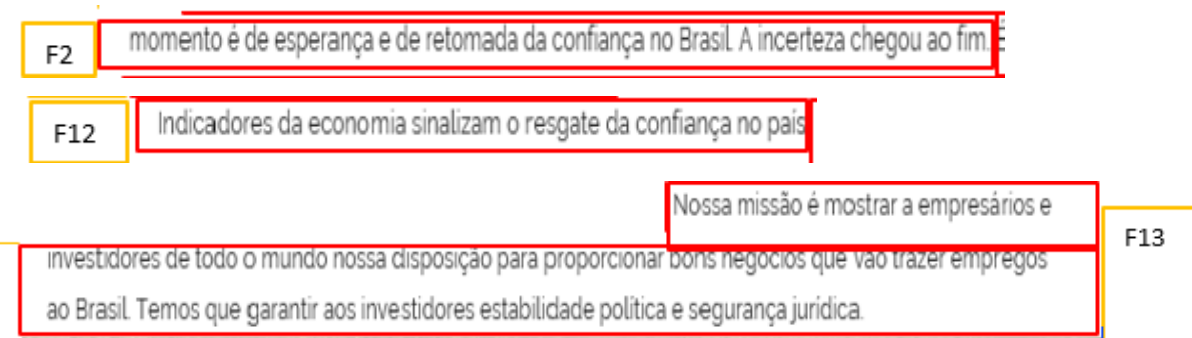 F2
momento é de esperança e de retomada da confiança no Brasil. A incerteza chegou ao fim. E
F12
Indicadores da economia sinalizam o resgate da confiança no país
Nossa missão é mostrar a empresários e
F13
investidores de todo o mundo nossa disposição para proporcionar bons negócios que vão trazer empregos
ao Brasil. Temos que garantir aos investidores estabilidade política e segurança jurídica.